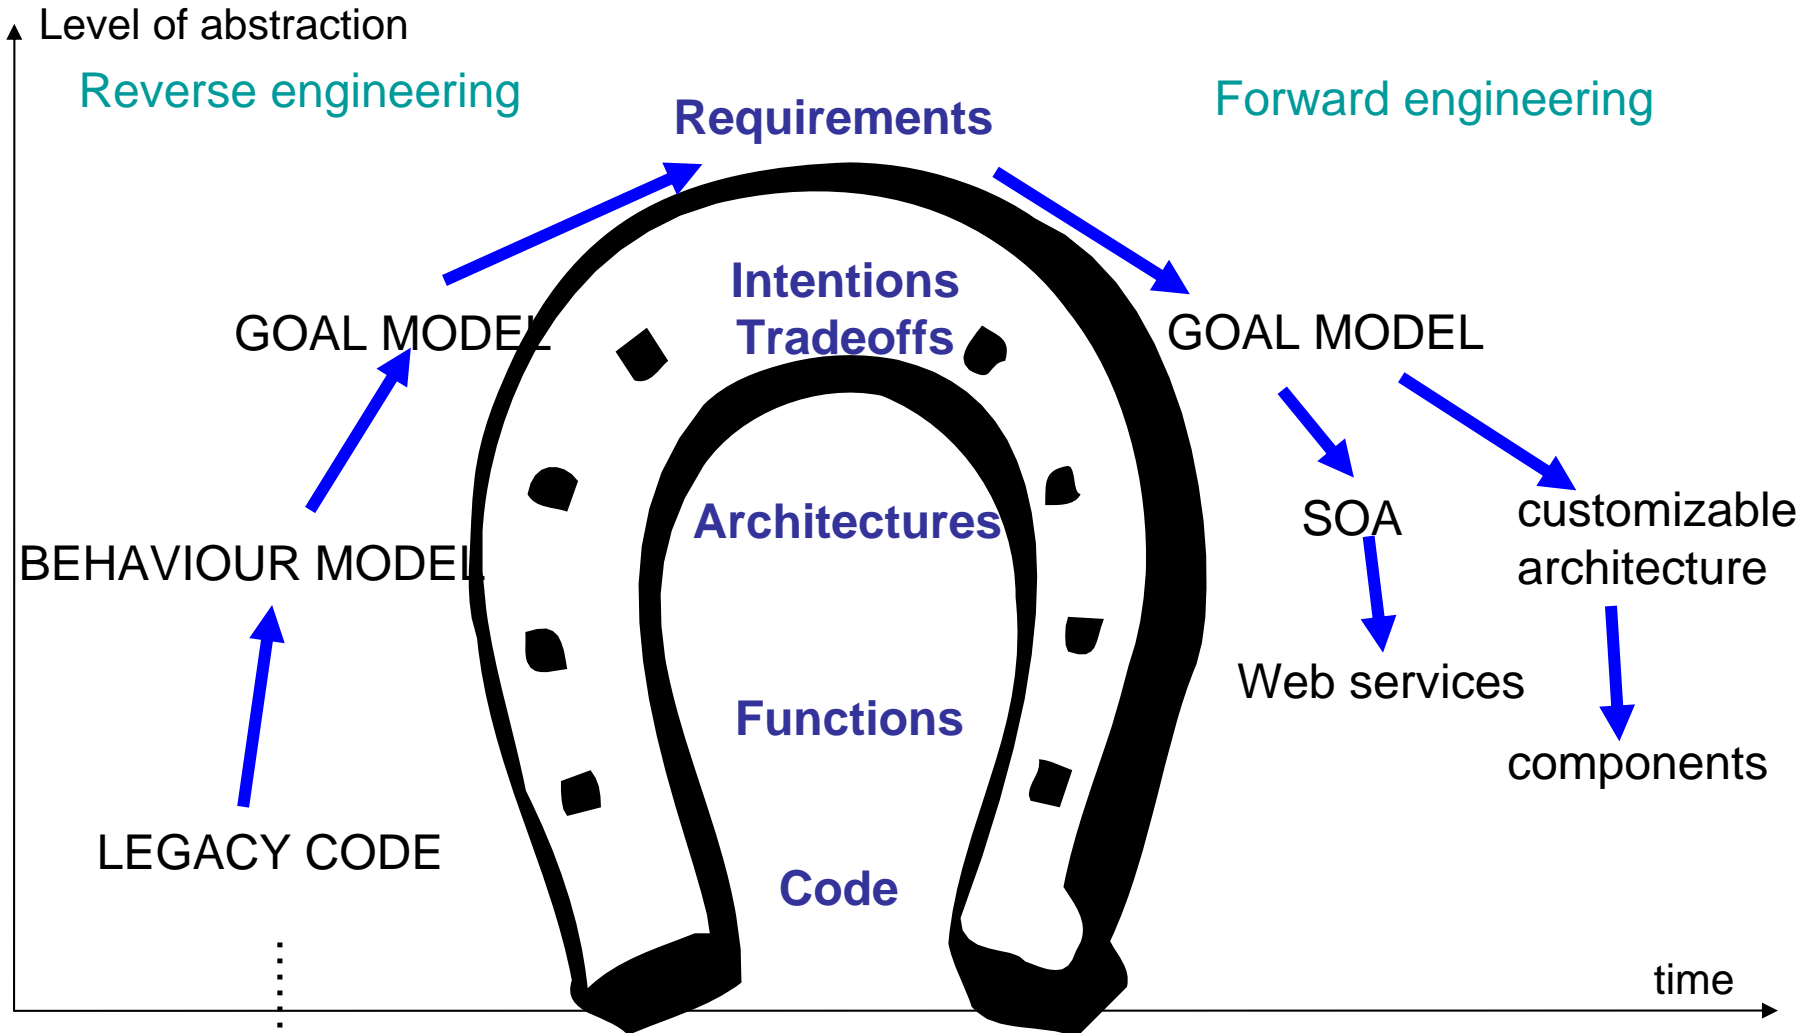 Level of abstraction
Reverse engineering
Forward engineering
Requirements
Intentions
Tradeoffs
GOAL MODEL
GOAL MODEL
Architectures
SOA
customizable
architecture
BEHAVIOUR MODEL
Web services
Functions
components
LEGACY CODE
Code
time